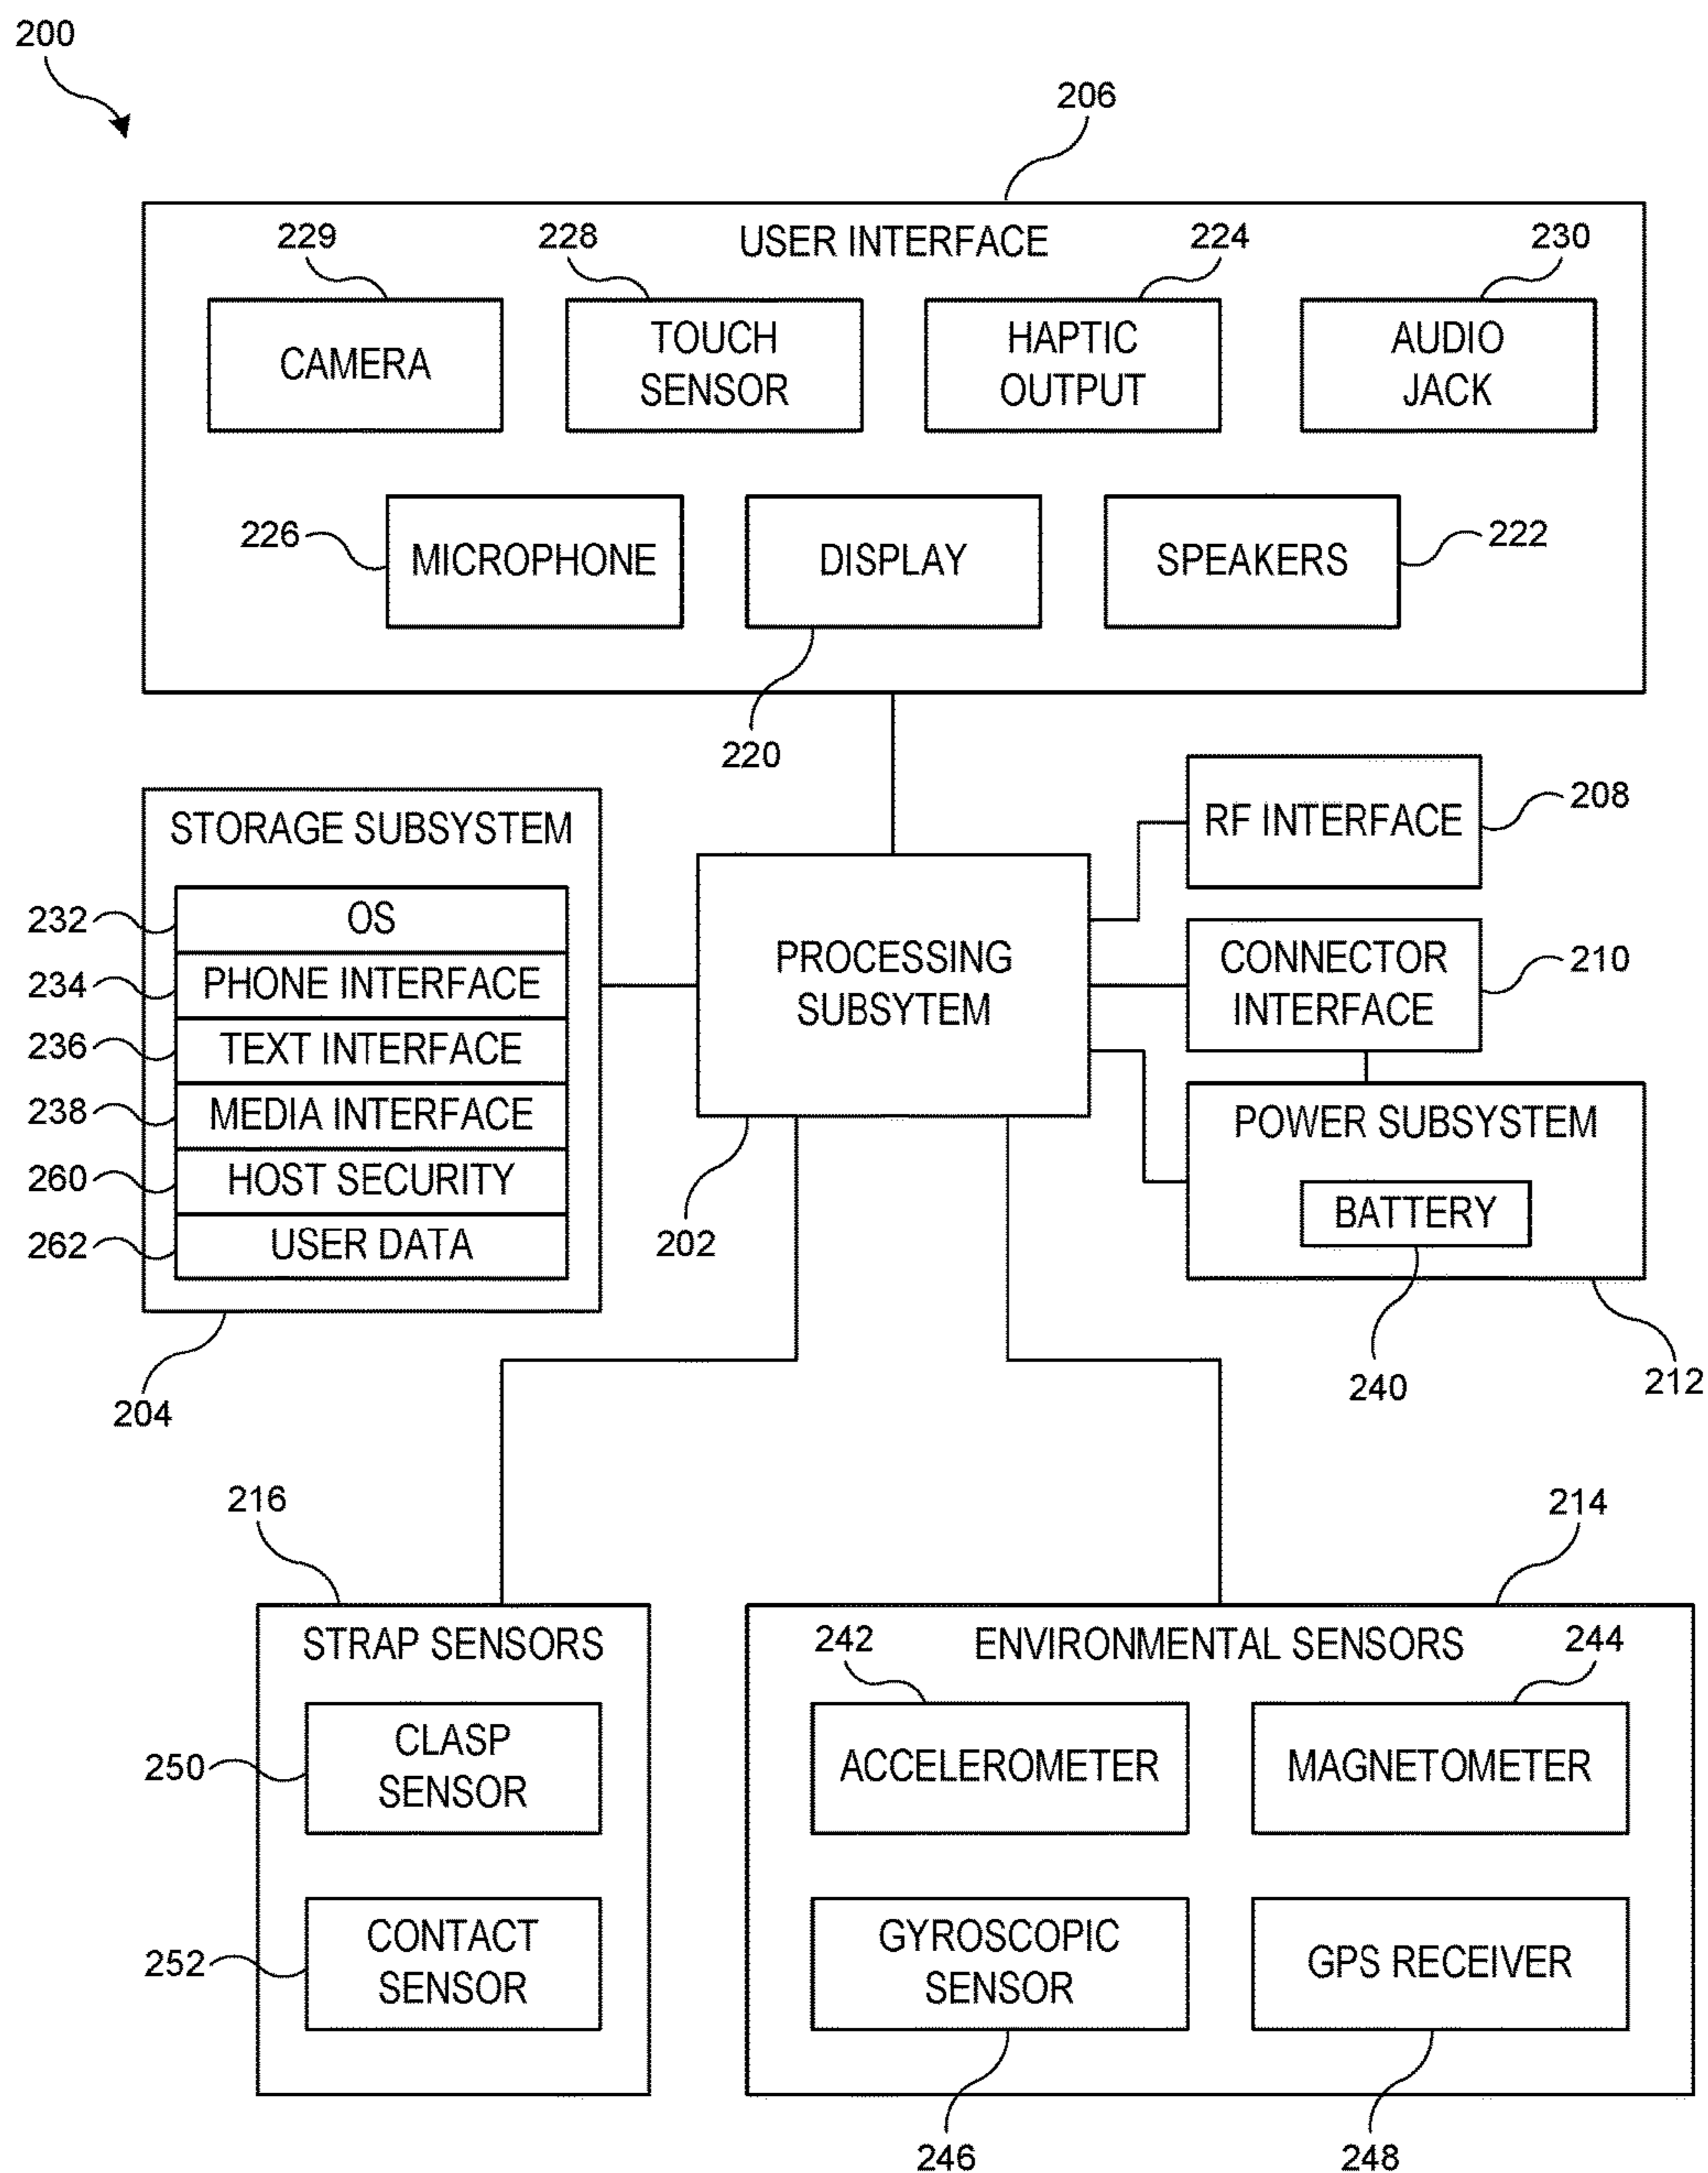 200
206
USER INTERFACE
229
228
224
230
CAMERA
TOUCH
SENSOR
HAPTIC
OUTPUT
AUDIO
JACK
226
MICROPHONE
DISPLAY
SPEAKERS
222
220
STORAGE SUBSYSTEM
232
OS
234
PHONE INTERFACE
236
TEXT INTERFACE
238
MEDIA INTERFACE
260
HOST SECURITY
262
USER DATA
204
PROCESSING
SUBSYTEM
202
RF INTERFACE
208
CONNECTOR
INTERFACE
210
POWER SUBSYSTEM
BATTERY
240
212
216
STRAP SENSORS
250
CLASP
SENSOR
252
CONTACT
SENSOR
214
242
ENVIRONMENTAL SENSORS
244
ACCELEROMETER
MAGNETOMETER
GYROSCOPIC
SENSOR
GPS RECEIVER
246
248